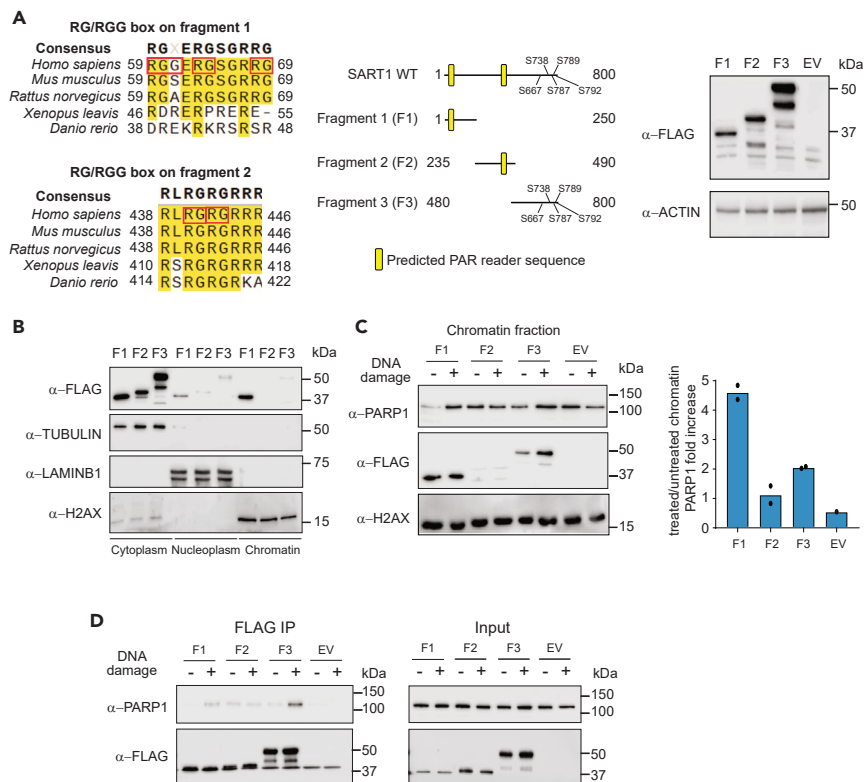 A
RG/RGG box on fragment 1
Consensus RGXERGSGRRG
Homo sapiens 59 RGGERGSGRRG 69
Mus musculus 59 RGSERGSGRRG 69
Rattus norvegicus 59 RGAERGSGRRG 69
Xenopus leavis 46 RDRERPRERE- 55
Danio rerio 38 DREKRKRSRSR 48
RG/RGG box on fragment 2
Consensus RLRGRGRRR
Homo sapiens 438 RLRGRGRRR 446
Mus musculus 438 RLRGRGRRR 446
Rattus norvegicus 438 RLRGRGRRR 446
Xenopus leavis 410 RSRGRGRRR 418
Danio rerio 414 RSRGRGRKA 422
S738 S789
SART1 WT 1 800
S667 S787 S792
Fragment 1 (F1) 1 250
Fragment 2 (F2) 235 490
S738 S789
Fragment 3 (F3) 480 800
S667 S787 S792
Predicted PAR reader sequence
F1 F2 F3 EV kDa
50
α-FLAG 37
α-ACTIN 50
B
F1 F2 F3 F1 F2 F3 F1 F2 F3 kDa
α-FLAG 50
37
α-TUBULIN 50
α-LAMINB1 75
α-H2AX 15
Cytoplasm Nucleoplasm Chromatin
C
Chromatin fraction
F1 F2 F3 EV
DNA damage - + - + - + - + kDa
α-PARP1 150
100
α-FLAG 50
37
α-H2AX 15
treated/untreated chromatin
PARP1 fold increase
5
4
3
2
1
0
F1 F2 F3 EV
D
FLAG IP Input
F1 F2 F3 EV F1 F2 F3 EV
DNA damage - + - + - + - + kDa - + - + - + - + kDa
α-PARP1 150 150
100 100
α-FLAG 50 50
37 37